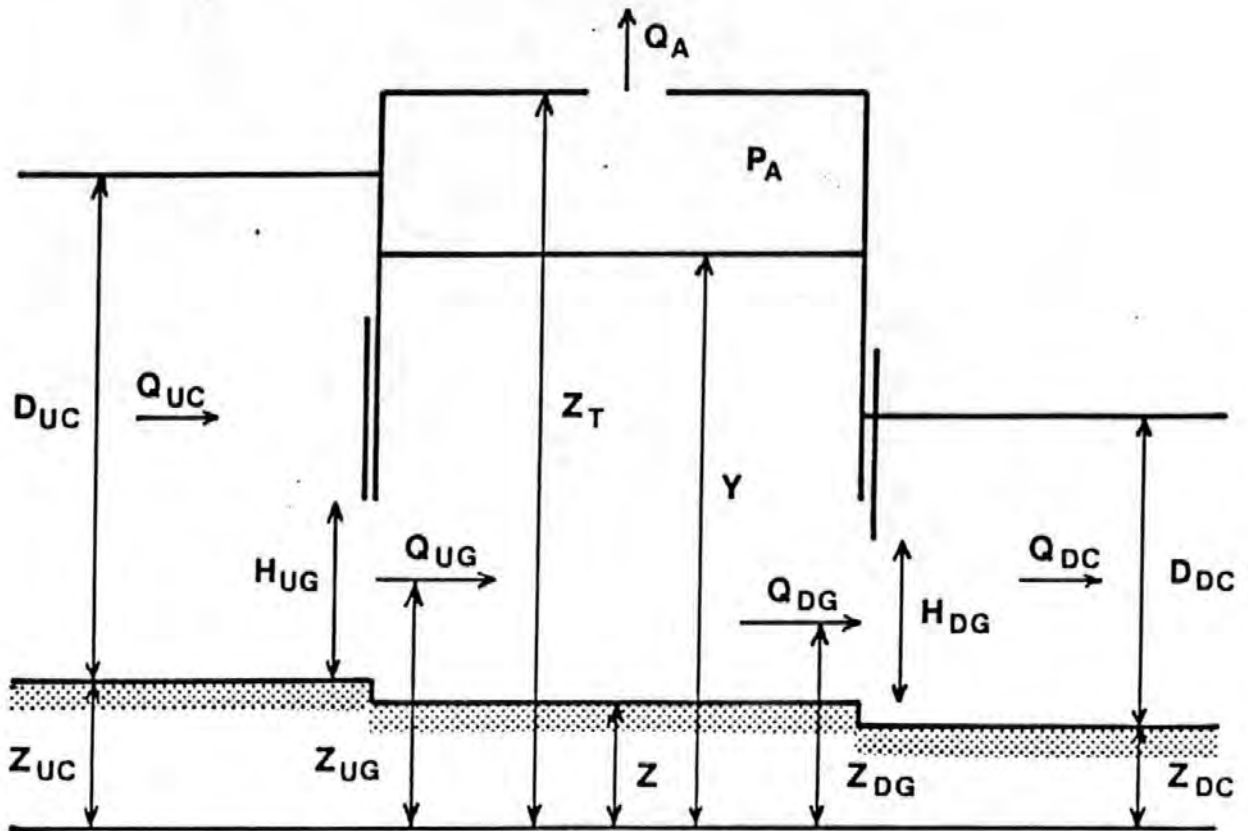 Q_A
P_A
D_UC
Q_UC
Z_T
Y
H_UG
Q_UG
Q_DG
H_DG
Q_DC
D_DC
Z_UC
Z_UG
Z
Z_DG
Z_DC